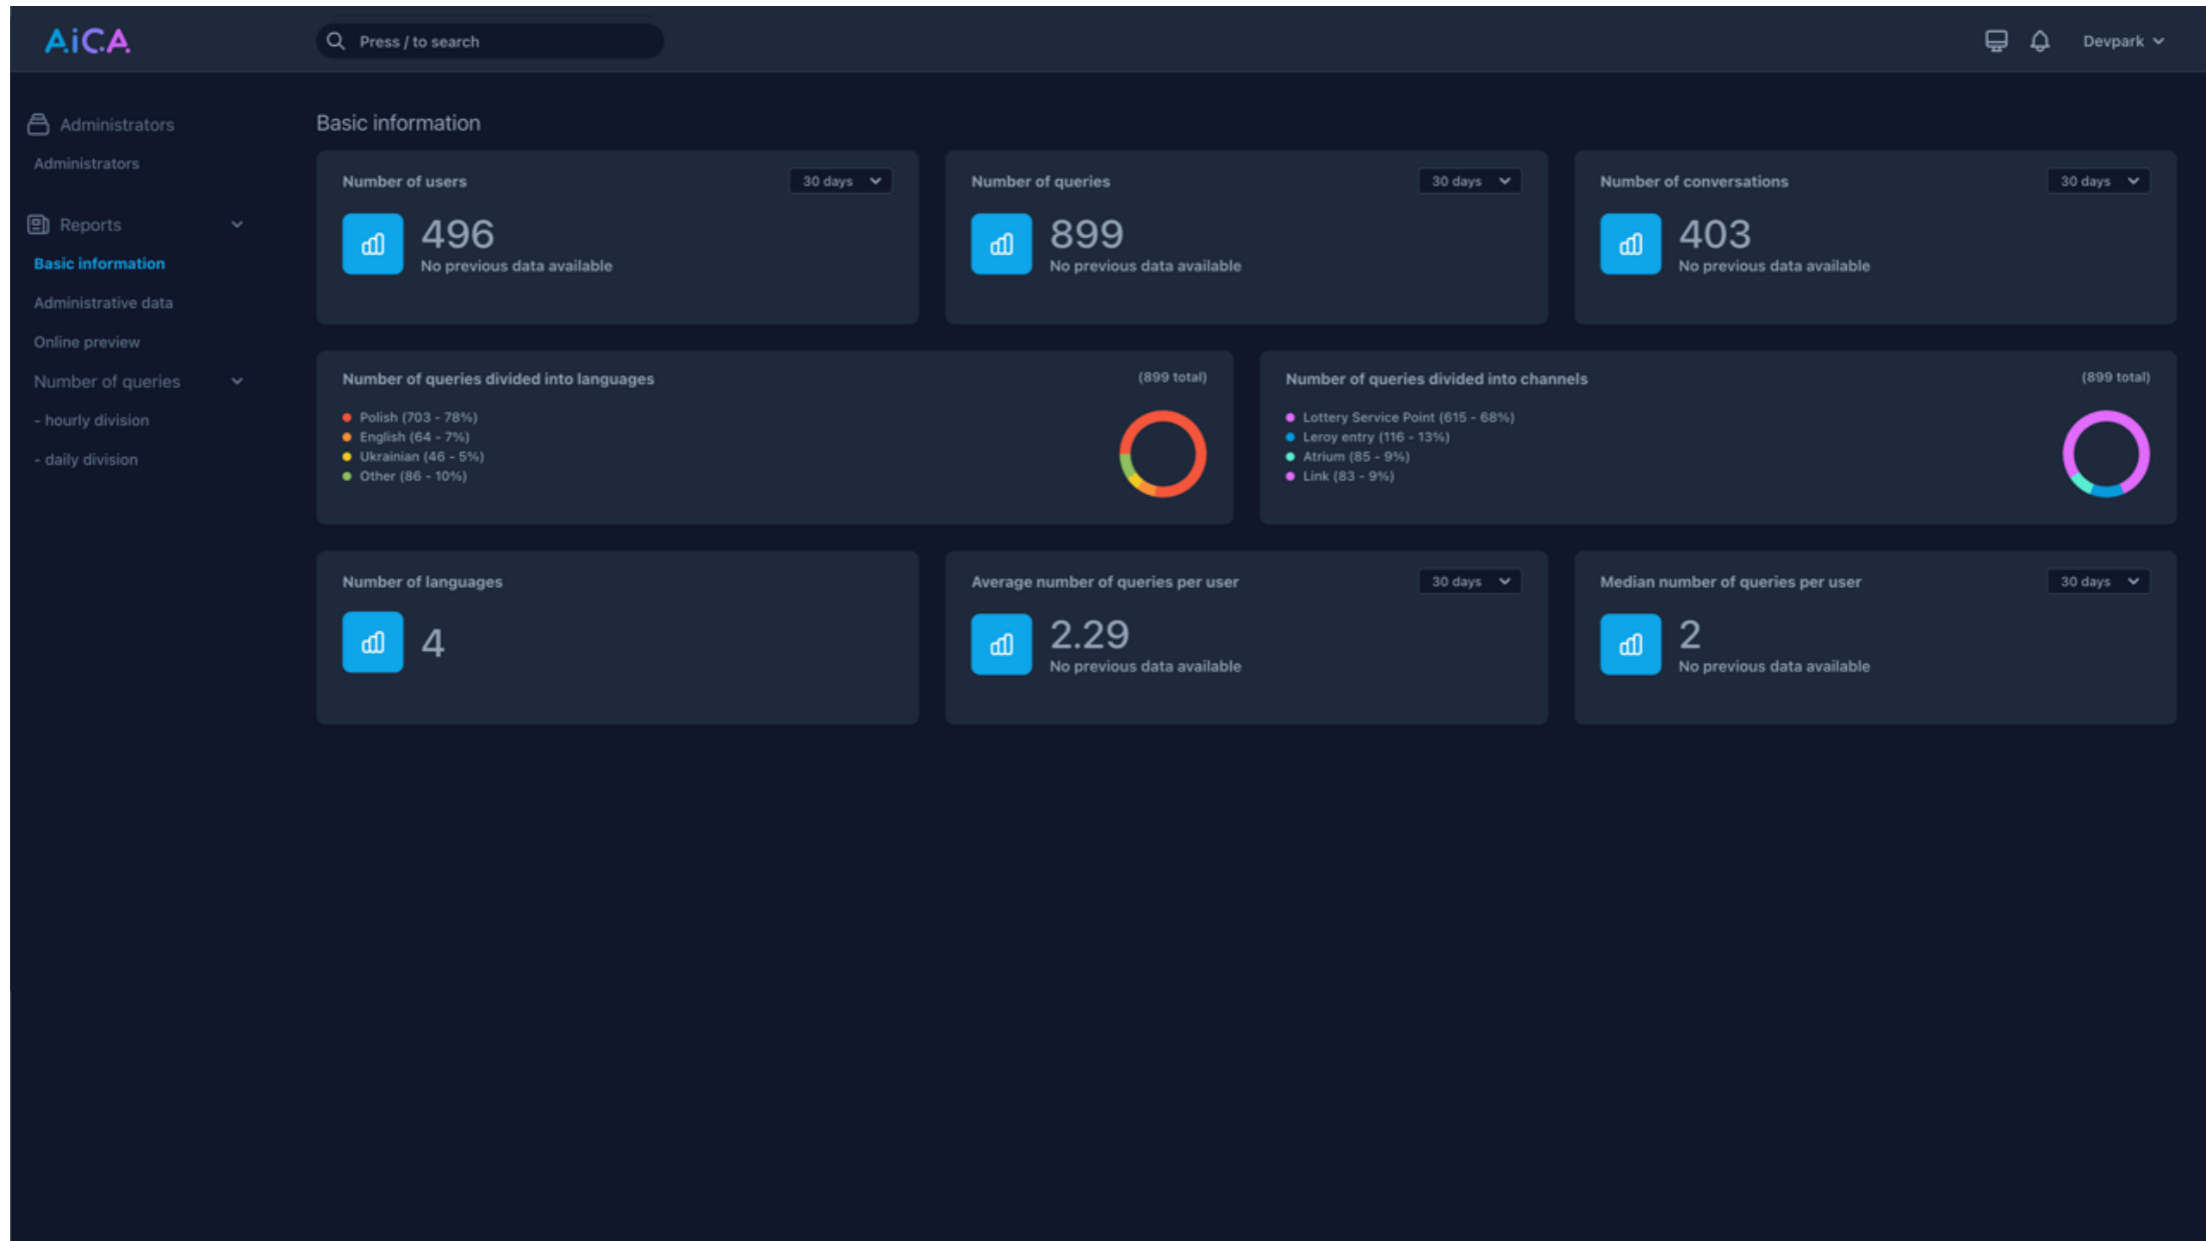 AiCA
Press / to search
Devpark
Administrators
Administrators
Reports
Basic information
Administrative data
Online preview
Number of queries
- hourly division
- daily division
Basic information
Number of users
30 days
496
No previous data available
Number of queries
30 days
899
No previous data available
Number of conversations
30 days
403
No previous data available
Number of queries divided into languages
(899 total)
Polish (703 - 78%)
English (64 - 7%)
Ukrainian (46 - 5%)
Other (86 - 10%)
Number of queries divided into channels
(899 total)
Lottery Service Point (615 - 68%)
Leroy entry (116 - 13%)
Atrium (85 - 9%)
Link (83 - 9%)
Number of languages
4
Average number of queries per user
30 days
2.29
No previous data available
Median number of queries per user
30 days
2
No previous data available